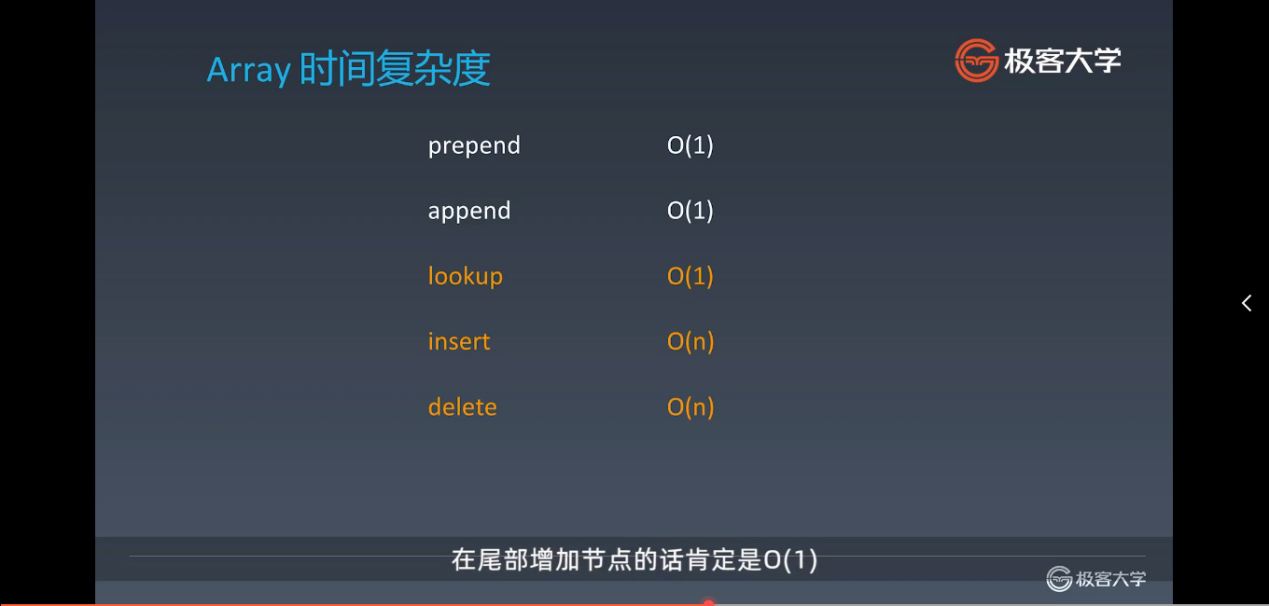 Array 时间复杂度
极客大学
prepend O(1)
append O(1)
lookup O(1)
insert O(n)
delete O(n)
在尾部增加节点的话肯定是O(1)
极客大学